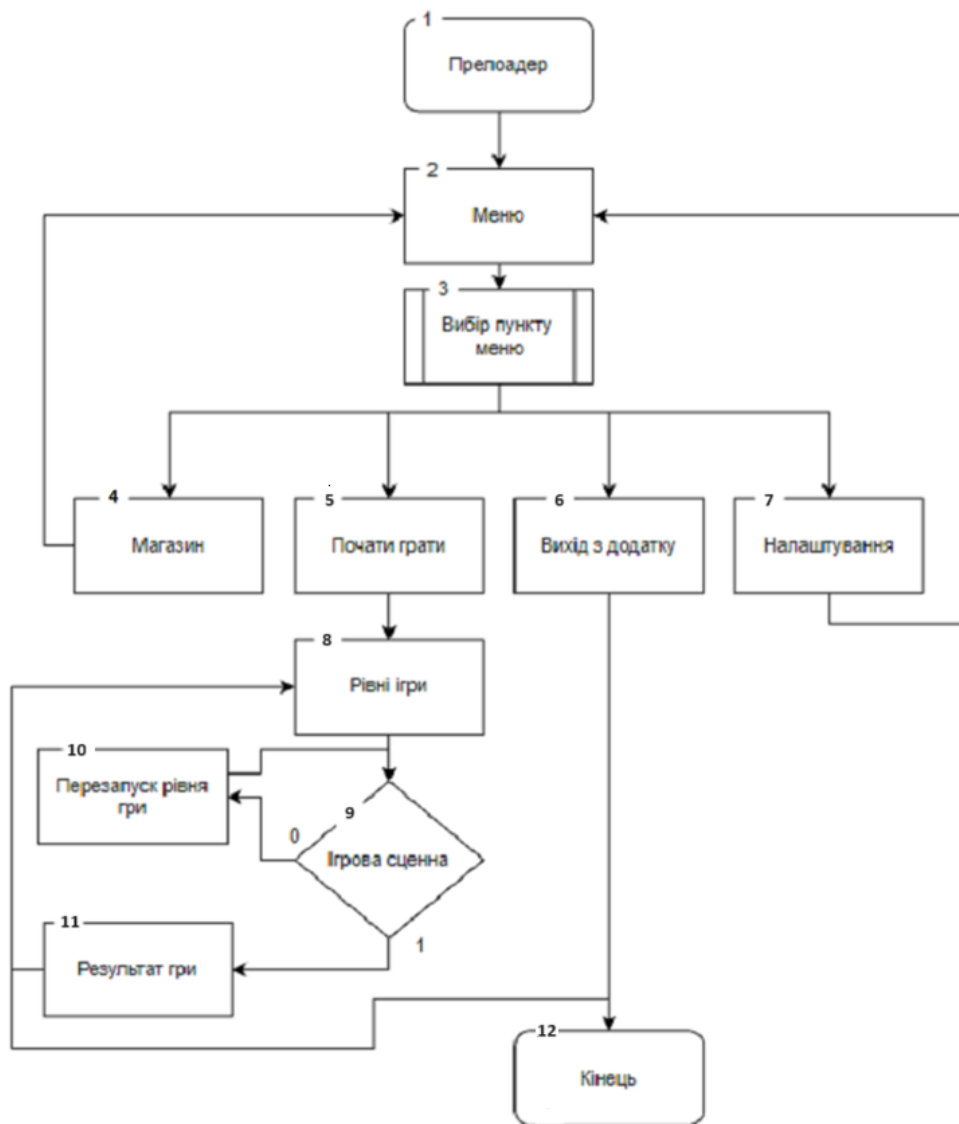 1
Прелоадер
2
Меню
3
Вибір пункту
меню
4
Магазин
5
Почати грати
6
Вихід з додатку
7
Налаштування
8
Рівні ігри
10
Перезапуск рівня
гри
9
0
Ігрова сценна
1
11
Результат гри
12
Кінець